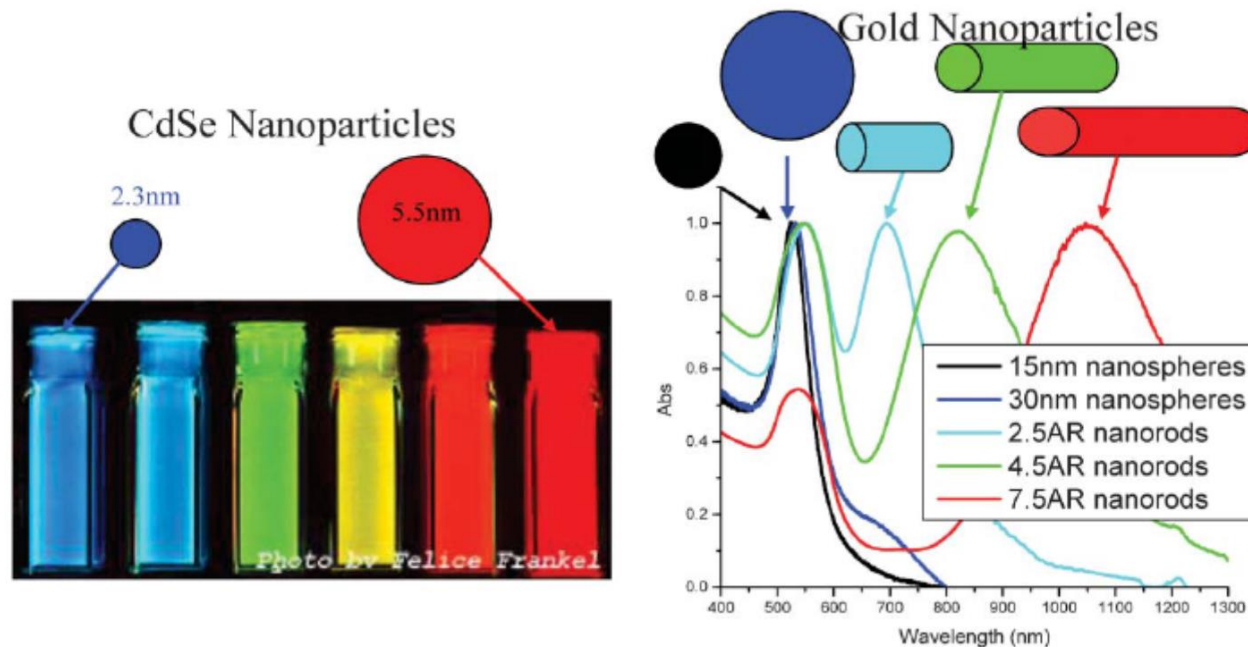 CdSe Nanoparticles
2.3nm
5.5nm
Photo by Felice Frankel
Gold Nanoparticles
Abs
1.0
0.8
0.6
0.4
0.2
0.0
400 500 600 700 800 900 1000 1100 1200 1300
Wavelength (nm)
15nm nanospheres
30nm nanospheres
2.5AR nanorods
4.5AR nanorods
7.5AR nanorods